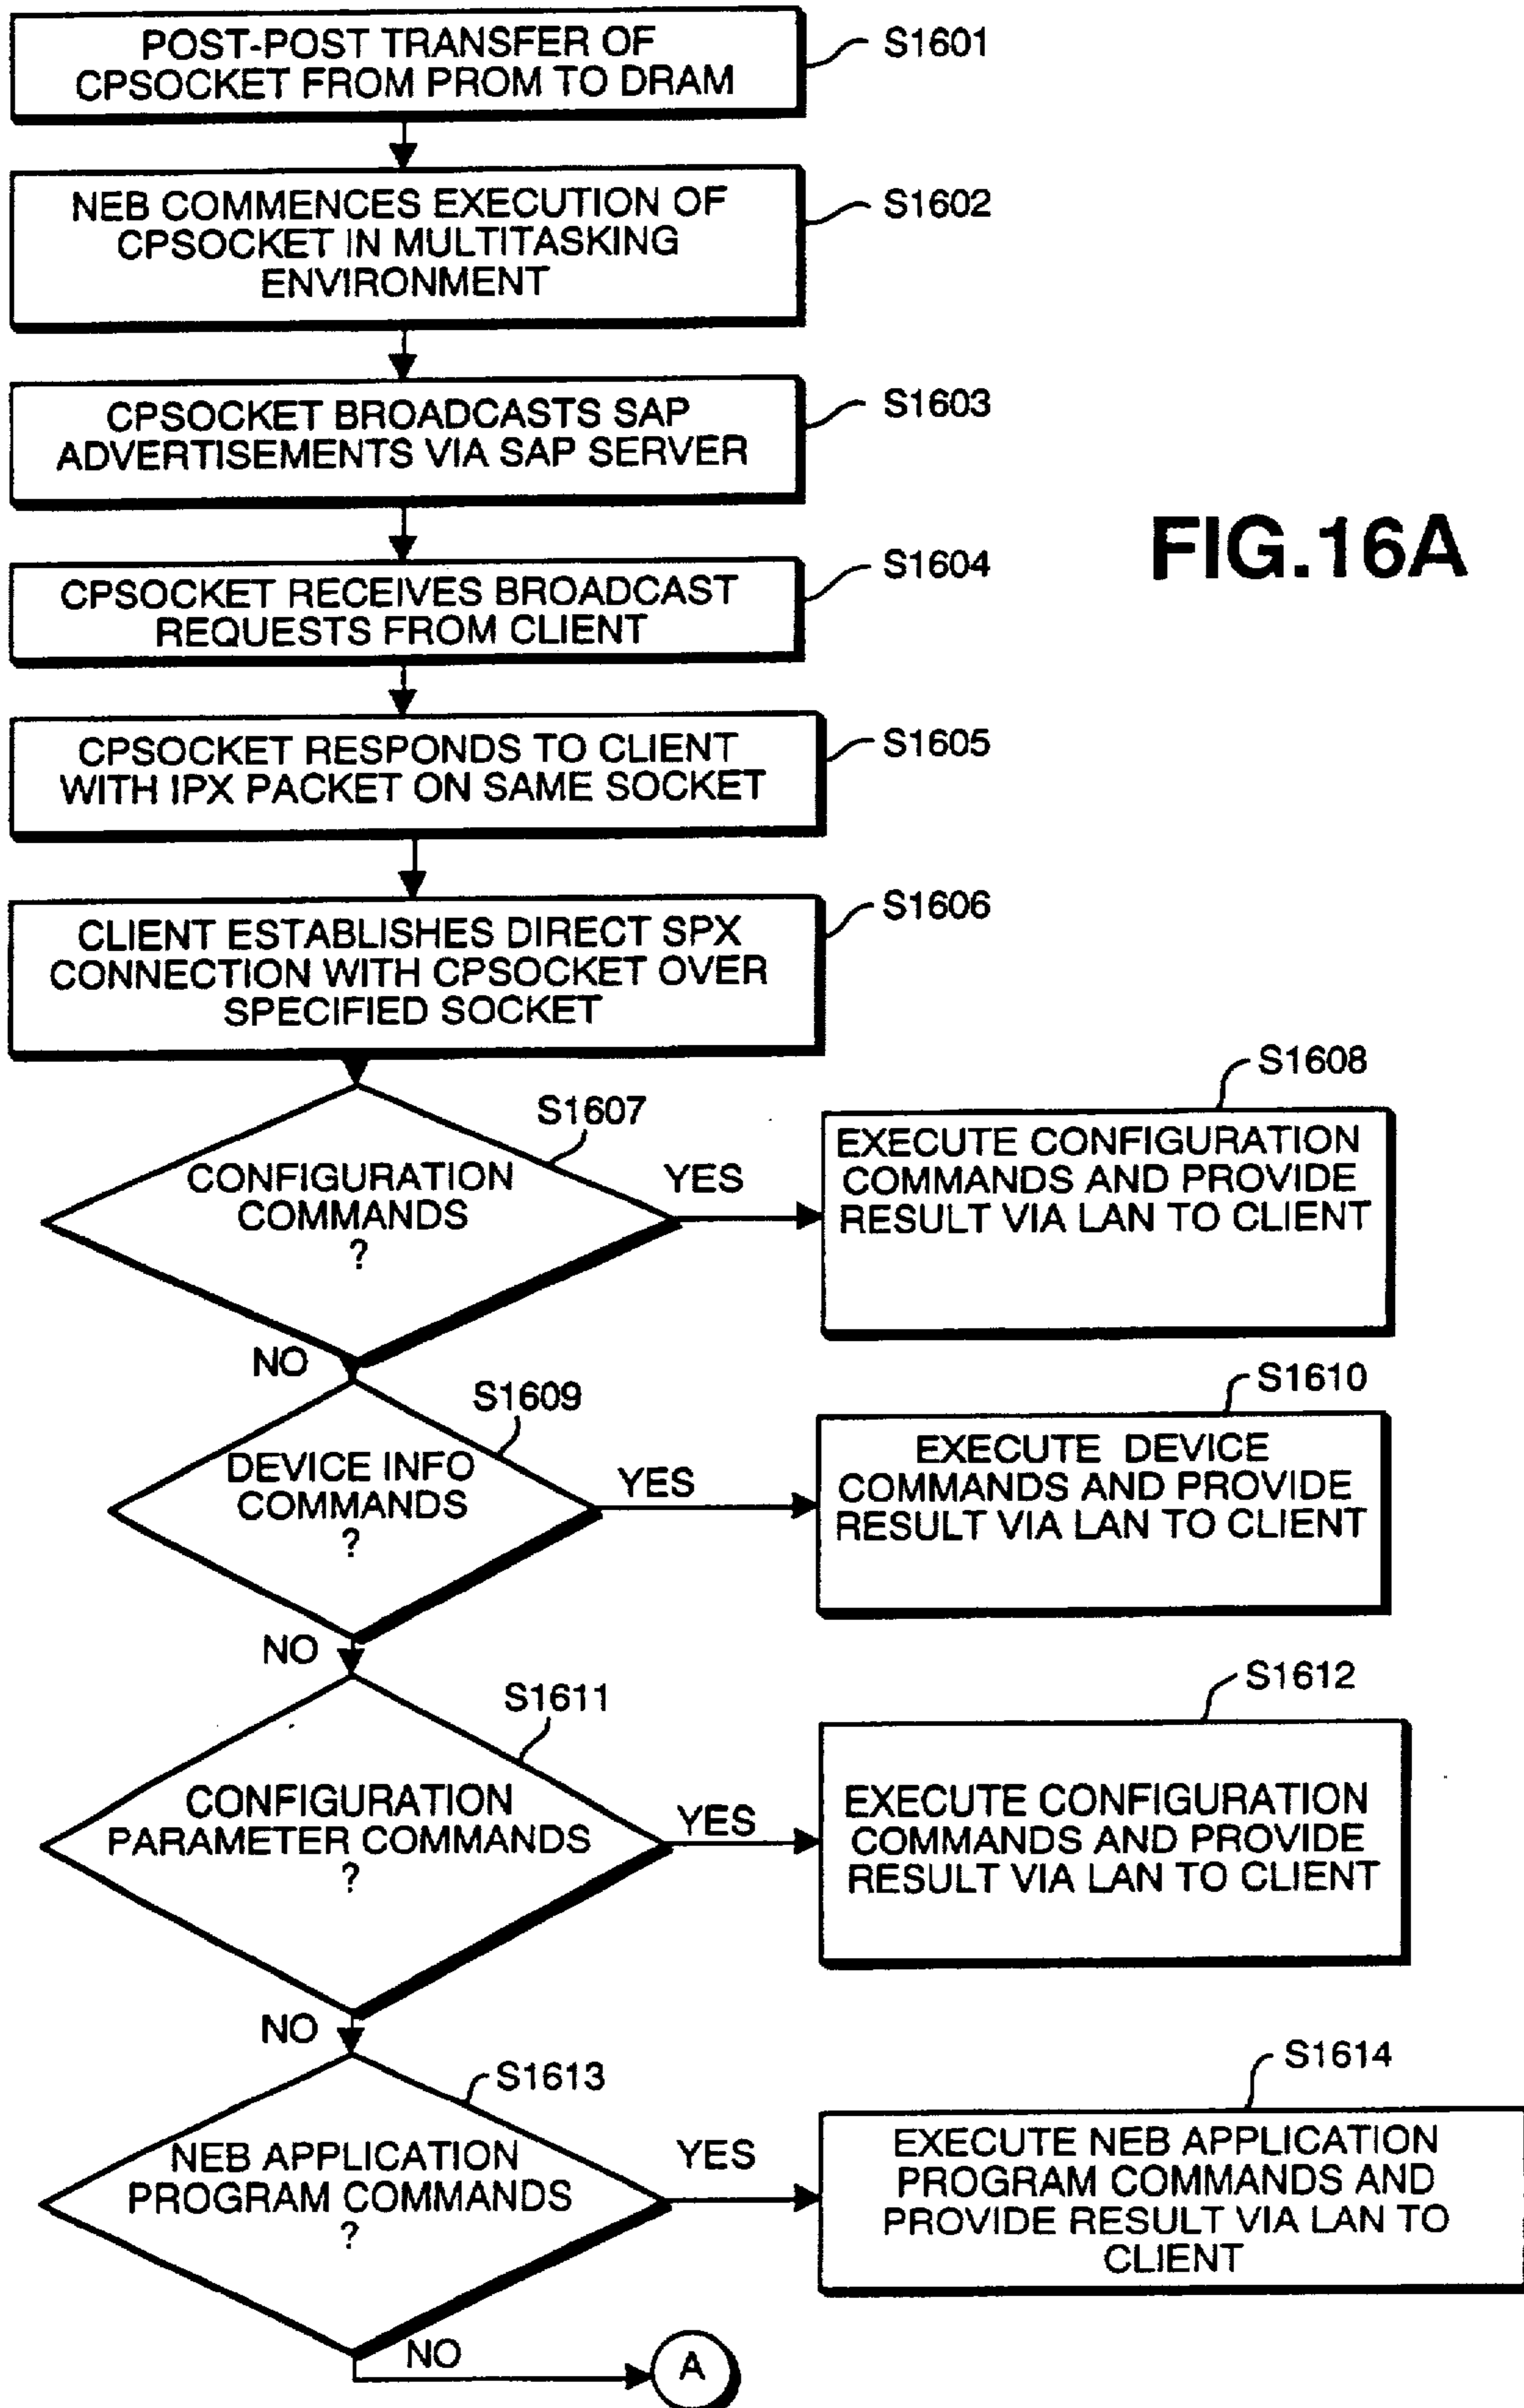 POST-POST TRANSFER OF
CPSOCKET FROM PROM TO DRAM
S1601
NEB COMMENCES EXECUTION OF
CPSOCKET IN MULTITASKING
ENVIRONMENT
S1602
CPSOCKET BROADCASTS SAP
ADVERTISEMENTS VIA SAP SERVER
S1603
FIG.16A
CPSOCKET RECEIVES BROADCAST
REQUESTS FROM CLIENT
S1604
CPSOCKET RESPONDS TO CLIENT
WITH IPX PACKET ON SAME SOCKET
S1605
CLIENT ESTABLISHES DIRECT SPX
CONNECTION WITH CPSOCKET OVER
SPECIFIED SOCKET
S1606
S1607
CONFIGURATION
COMMANDS
?
YES
S1608
EXECUTE CONFIGURATION
COMMANDS AND PROVIDE
RESULT VIA LAN TO CLIENT
NO
S1609
DEVICE INFO
COMMANDS
?
YES
S1610
EXECUTE DEVICE
COMMANDS AND PROVIDE
RESULT VIA LAN TO CLIENT
NO
S1611
CONFIGURATION
PARAMETER COMMANDS
?
YES
S1612
EXECUTE CONFIGURATION
COMMANDS AND PROVIDE
RESULT VIA LAN TO CLIENT
NO
S1613
NEB APPLICATION
PROGRAM COMMANDS
?
YES
S1614
EXECUTE NEB APPLICATION
PROGRAM COMMANDS AND
PROVIDE RESULT VIA LAN TO
CLIENT
NO
A